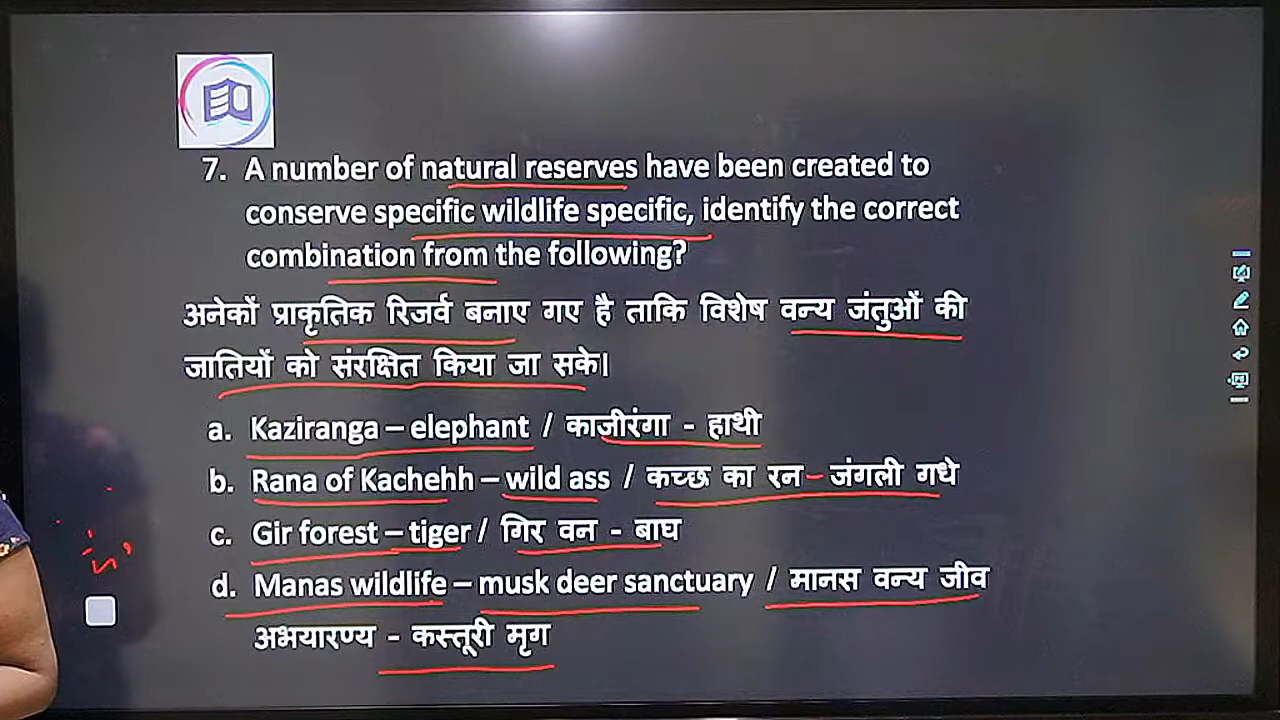 7. A number of natural reserves have been created to
conserve specific wildlife specific, identify the correct
combination from the following?
अनेकों प्राकृतिक रिजर्व बनाए गए है ताकि विशेष वन्य जंतुओं की
जातियों को संरक्षित किया जा सके।
a. Kaziranga – elephant / काजीरंगा - हाथी
b. Rana of Kachehh – wild ass / कच्छ का रन – जंगली गधे
c. Gir forest – tiger / गिर वन - बाघ
d. Manas wildlife – musk deer sanctuary / मानस वन्य जीव
अभयारण्य - कस्तूरी मृग